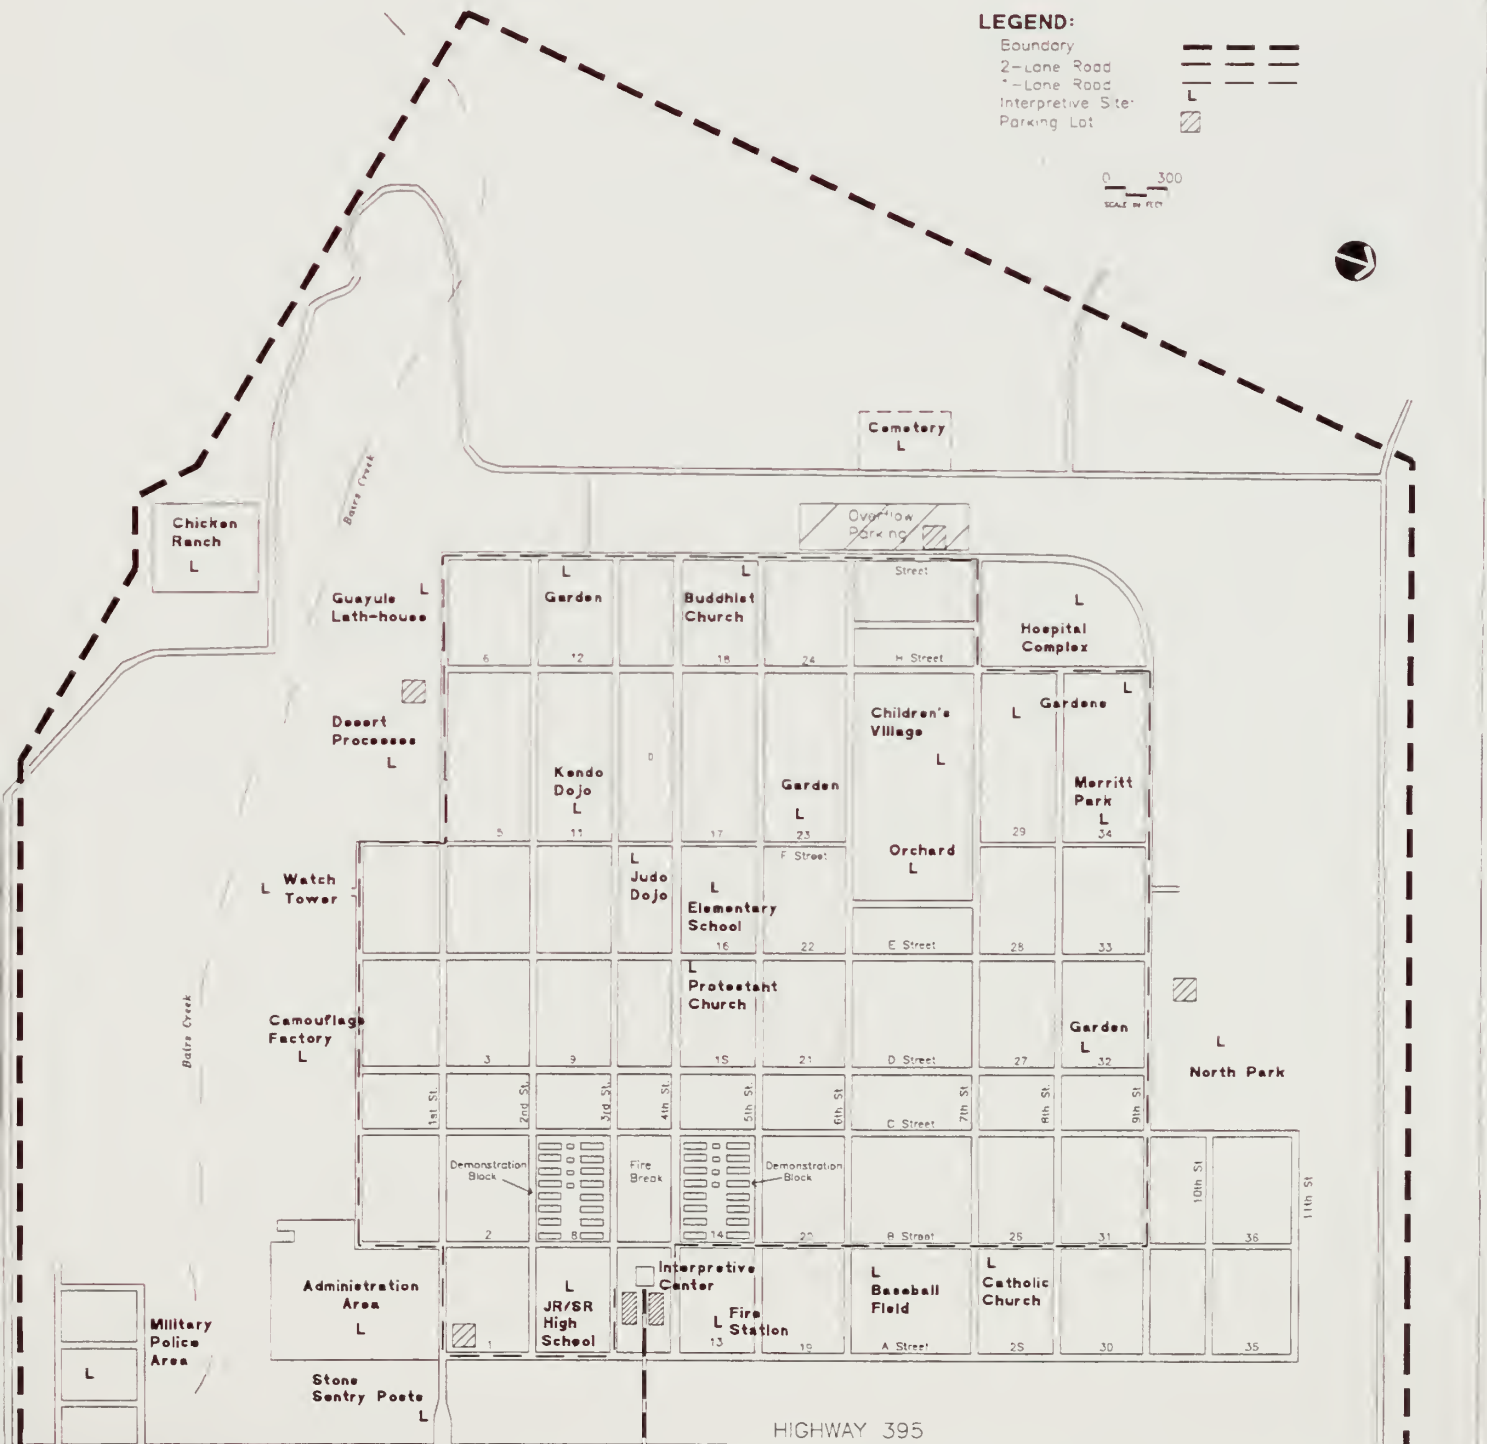 LEGEND:
Boundary
2-Lane Road
1-Lane Road
Interpretive Site
L
Parking Lot
0 300
SCALE IN FEET
Cemetery
L
Bairs Creek
Overflow
Parking
Chicken
Ranch
L
Street
Guayule L
Lath-house
L
Garden
L
Buddhist
Church
L
Hospital
Complex
6 12 18 24 H Street
L
Gardens
L
Children's
Village
L
Desert
Processes
L
Kendo
Dojo
L
Garden
L
Merritt
Park
L
5 11 17 23 29 34
F Street
Orchard
L
L
Judo
Dojo
L Watch
Tower
L
Elementary
School
16 22 E Street 28 33
L
Protestant
Church
Bairs Creek
Camouflage
Factory
L
Garden
L
L
North Park
3 9 15 21 D Street 27 32
1st St. 2nd St. 3rd St. 4th St. 5th St. 6th St. 7th St. 8th St. 9th St.
C Street
Demonstration
Block
Fire
Break
Demonstration
Block
10th St
11th St
2 8 14 20 B Street 26 31 36
Administration
Area
L
L
JR/SR
High
School
Interpretive
Center
L Fire
Station
L
Baseball
Field
L
Catholic
Church
1 13 19 A Street 25 30 35
Military
Police
Area
L
Stone
Sentry Posts
L
HIGHWAY 395